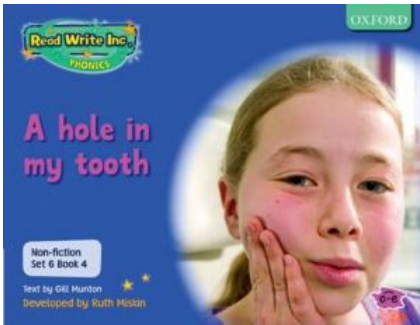 OXFORD
Read Write Inc.
PHONICS
A hole in
my tooth
Non-fiction
Set 6 Book 4
Text by Gill Munton
Developed by Ruth Miskin
o-e